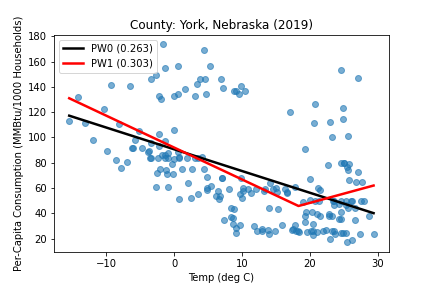 County: York, Nebraska (2019)
Per-Capita Consumption (MMBtu/1000 Households)
180
160
140
120
100
80
60
40
20
PW0 (0.263)
PW1 (0.303)
−10 0 10 20 30
Temp (deg C)